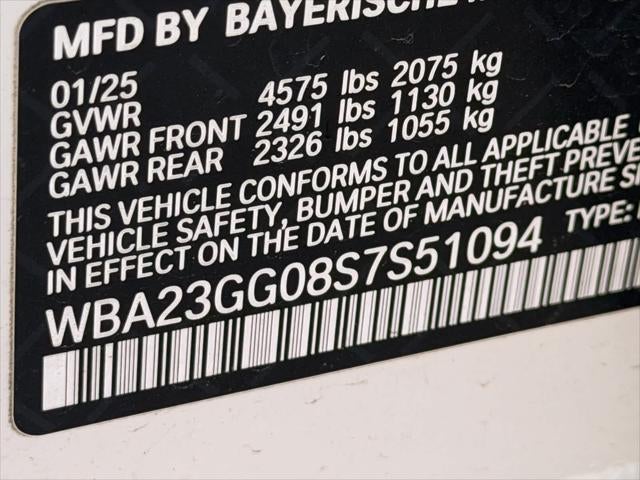 MFD BY BAYERISCHE
01/25
GVWR 4575 lbs 2075 kg
GAWR FRONT 2491 lbs 1130 kg
GAWR REAR 2326 lbs 1055 kg
THIS VEHICLE CONFORMS TO ALL APPLICABLE
VEHICLE SAFETY, BUMPER AND THEFT PREVE
IN EFFECT ON THE DATE OF MANUFACTURE S
WBA23GG08S7S51094 TYPE: